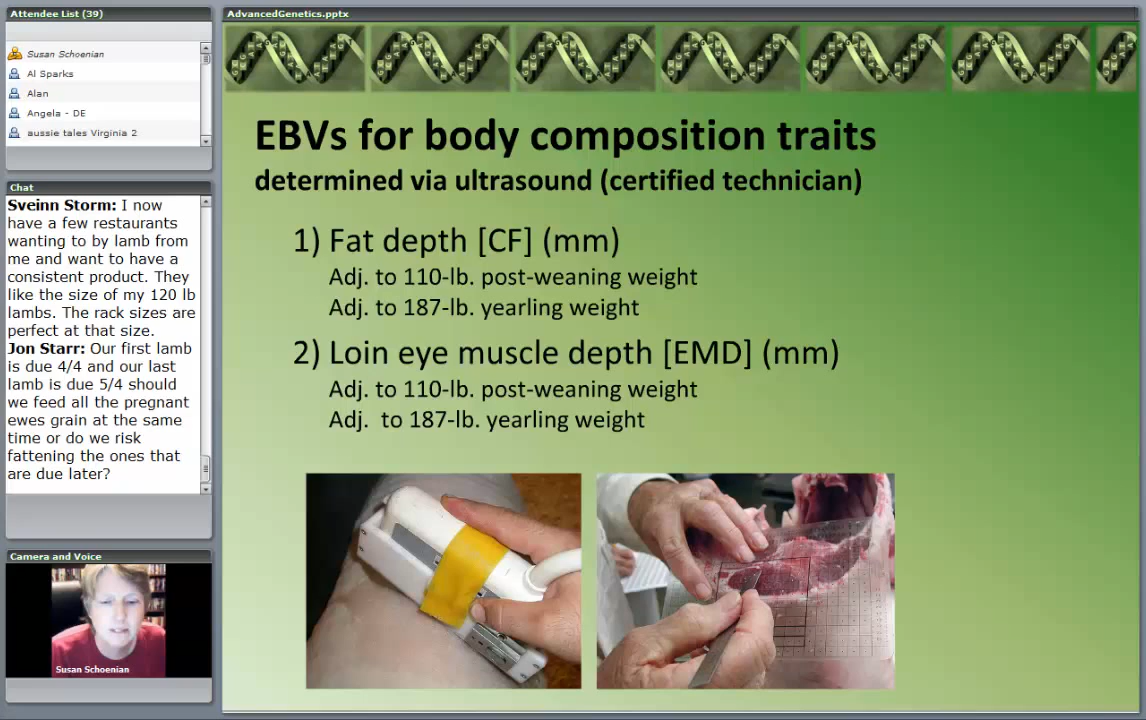 Attendee List (39)
Susan Schoenian
Al Sparks
Alan
Angela - DE
aussie tales Virginia 2
Chat
Sveinn Storm: I now
have a few restaurants
wanting to by lamb from
me and want to have a
consistent product. They
like the size of my 120 lb
lambs. The rack sizes are
perfect at that size.
Jon Starr: Our first lamb
is due 4/4 and our last
lamb is due 5/4 should
we feed all the pregnant
ewes grain at the same
time or do we risk
fattening the ones that
are due later?
Camera and Voice
Susan Schoenian
AdvancedGenetics.pptx
EBVs for body composition traits
determined via ultrasound (certified technician)
1) Fat depth [CF] (mm)
Adj. to 110-lb. post-weaning weight
Adj. to 187-lb. yearling weight
2) Loin eye muscle depth [EMD] (mm)
Adj. to 110-lb. post-weaning weight
Adj.  to 187-lb. yearling weight